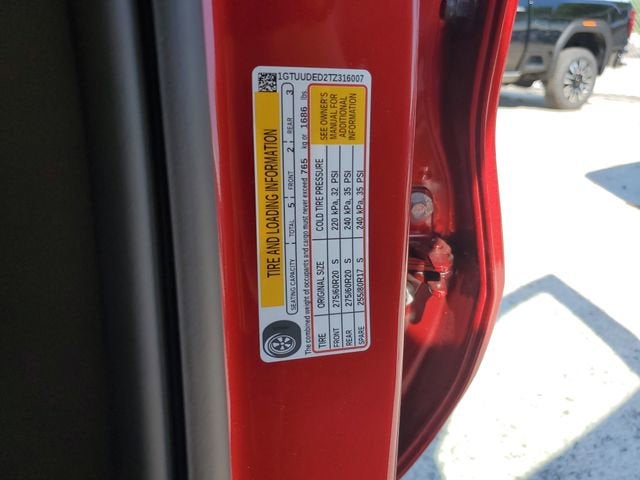 1GTUUDED2TZ316007
TIRE AND LOADING INFORMATION
SEATING CAPACITY TOTAL 5 FRONT 2 REAR 3
The combined weight of occupants and cargo must never exceed 765 kg or 1686 lbs.
TIRE ORIGINAL SIZE COLD TIRE PRESSURE
FRONT 275/60R20 S 220 kPa, 32 PSI
REAR 275/60R20 S 240 kPa, 35 PSI
SPARE 255/80R17 S 240 kPa, 35 PSI
SEE OWNER'S
MANUAL FOR
ADDITIONAL
INFORMATION